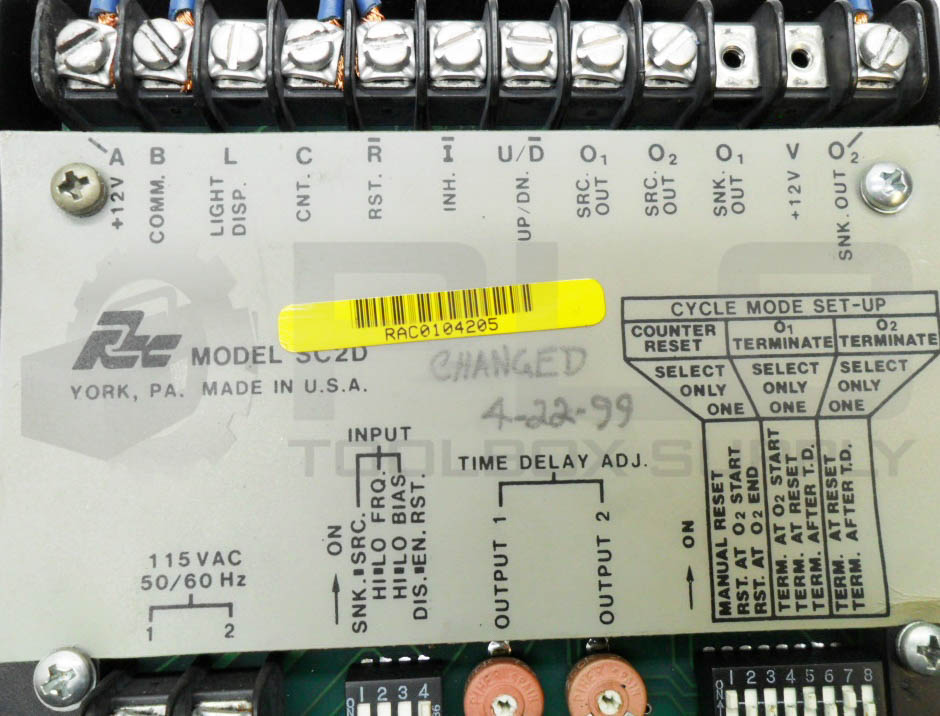 A B L C R I U/D O1 O2 O1 V O2
+12V
COMM.
LIGHT
DISP.
CNT.
RST.
INH.
UP/DN.
SRC.
OUT
SRC.
OUT
SNK.
OUT
+12V
SNK. OUT
RAC0104205
Rlc MODEL SC2D
YORK, PA. MADE IN U.S.A.
CHANGED
4-22-99
CYCLE MODE SET-UP
COUNTER
RESET
O1
TERMINATE
O2
TERMINATE
SELECT
ONLY
ONE
SELECT
ONLY
ONE
SELECT
ONLY
ONE
MANUAL RESET
RST. AT O2 START
RST. AT O2 END
TERM. AT O2 START
TERM. AT RESET
TERM. AFTER T.D.
TERM. AT RESET
TERM. AFTER T.D.
ON
PLC
TOOLBOX SUPPLY
INPUT
ON
SNK. SRC.
HI LO FRQ.
HI LO BIAS
DIS. EN. RST.
TIME DELAY ADJ.
OUTPUT 1
OUTPUT 2
115 VAC
50/60 Hz
1 2
1 2 3 4
1 2 3 4 5 6 7 8